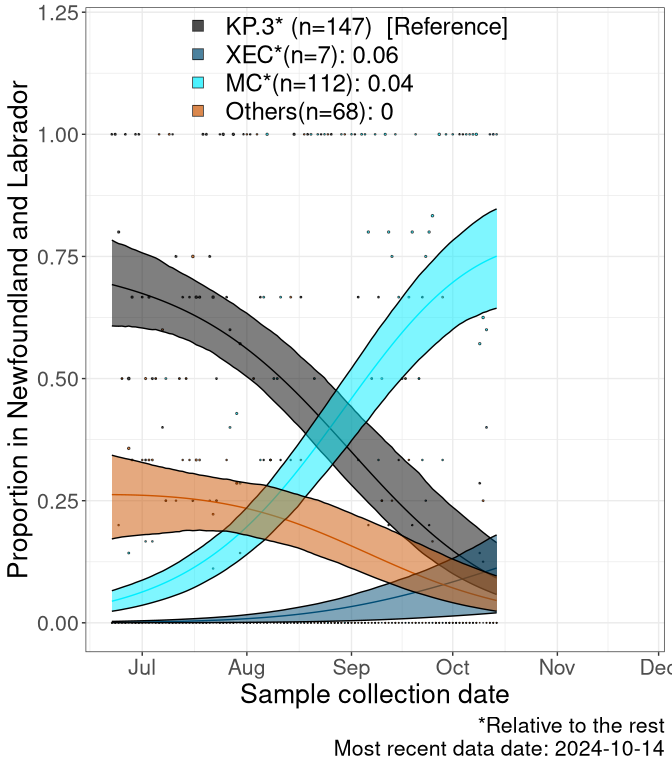 1.25
KP.3* (n=147)  [Reference]
XEC*(n=7): 0.06
MC*(n=112): 0.04
Others(n=68): 0
1.00
0.75
0.50
0.25
0.00
Proportion in Newfoundland and Labrador
Jul Aug Sep Oct Nov Dec
Sample collection date
*Relative to the rest
Most recent data date: 2024-10-14